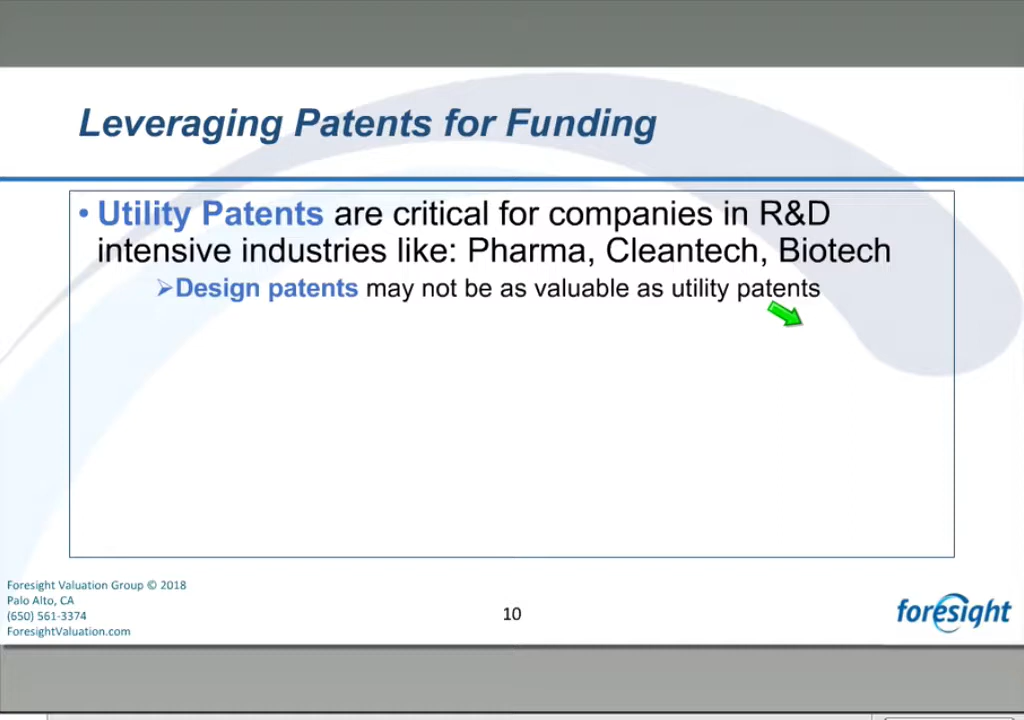 Leveraging Patents for Funding
• Utility Patents are critical for companies in R&D
intensive industries like: Pharma, Cleantech, Biotech
➢Design patents may not be as valuable as utility patents
Foresight Valuation Group © 2018
Palo Alto, CA
(650) 561-3374
ForesightValuation.com
10
foresight